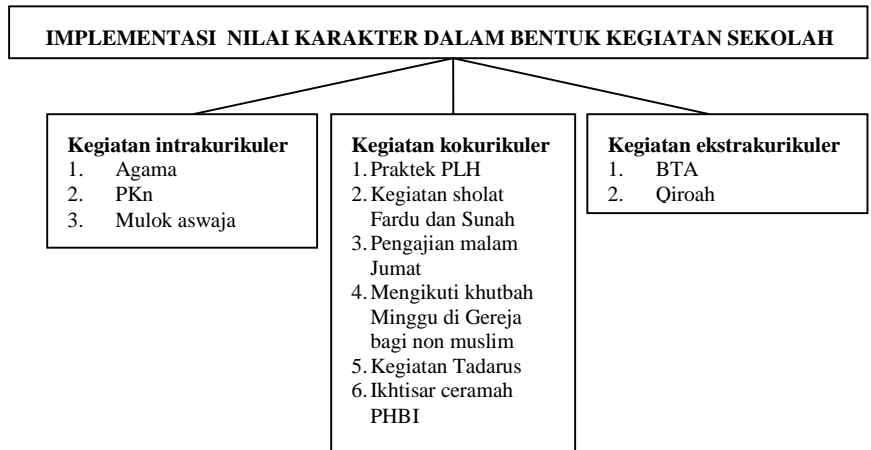 IMPLEMENTASI NILAI KARAKTER DALAM BENTUK KEGIATAN SEKOLAH
Kegiatan intrakurikuler
1. Agama
2. PKn
3. Mulok aswaja
Kegiatan kokurikuler
1. Praktek PLH
2. Kegiatan sholat
Fardu dan Sunah
3. Pengajian malam
Jumat
4. Mengikuti khutbah
Minggu di Gereja
bagi non muslim
5. Kegiatan Tadarus
6. Ikhtisar ceramah
PHBI
Kegiatan ekstrakurikuler
1. BTA
2. Qiroah